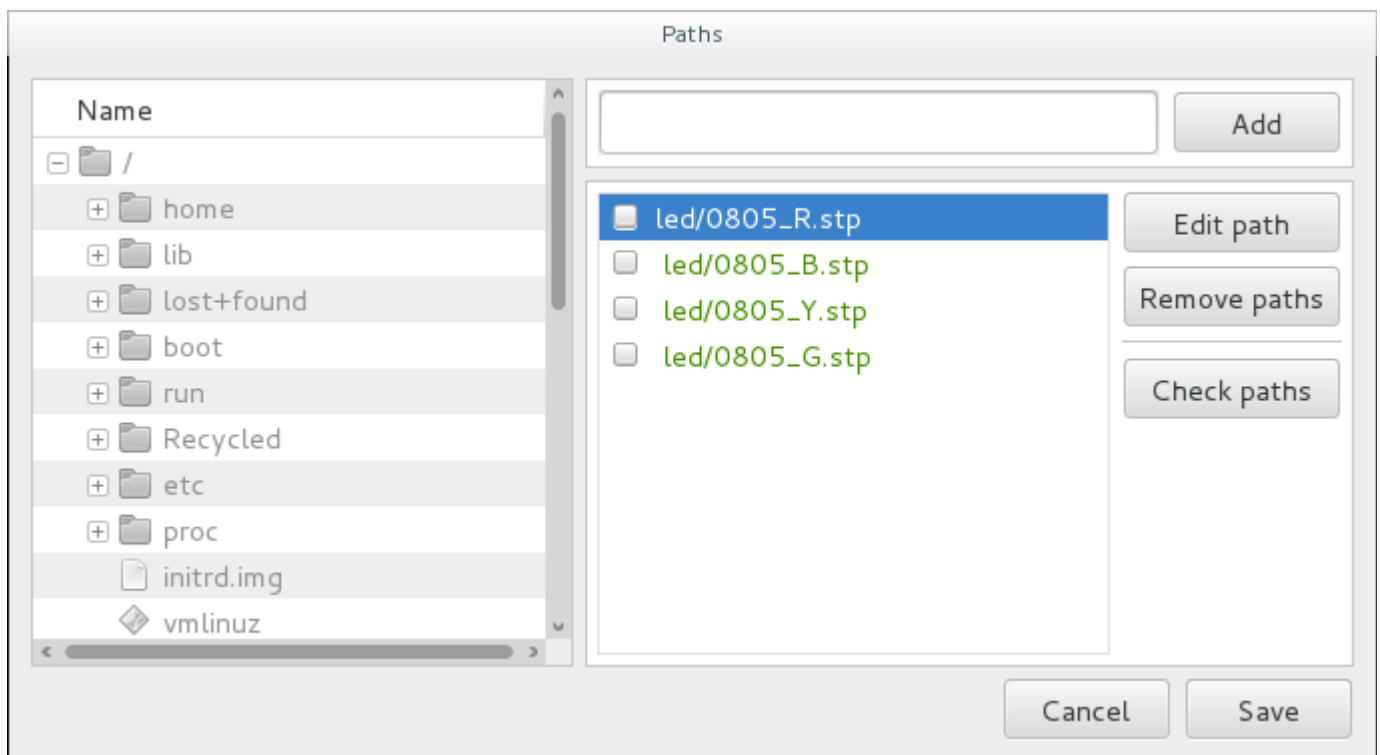 Paths
Name
/
home
lib
lost+found
boot
run
Recycled
etc
proc
initrd.img
vmlinuz
Add
led/0805_R.stp
led/0805_B.stp
led/0805_Y.stp
led/0805_G.stp
Edit path
Remove paths
Check paths
Cancel
Save